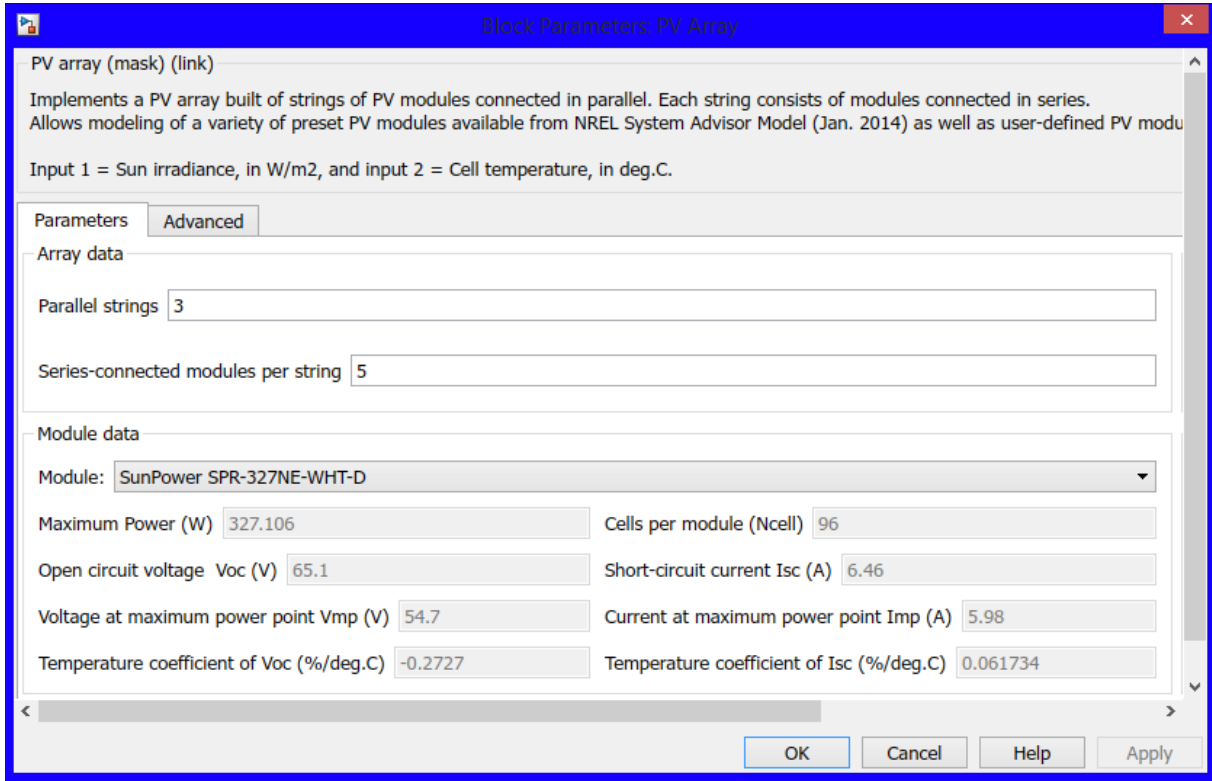 Block Parameters: PV Array
PV array (mask) (link)
Implements a PV array built of strings of PV modules connected in parallel. Each string consists of modules connected in series.
Allows modeling of a variety of preset PV modules available from NREL System Advisor Model (Jan. 2014) as well as user-defined PV modu
Input 1 = Sun irradiance, in W/m2, and input 2 = Cell temperature, in deg.C.
Parameters Advanced
Array data
Parallel strings 3
Series-connected modules per string 5
Module data
Module: SunPower SPR-327NE-WHT-D
Maximum Power (W) 327.106 Cells per module (Ncell) 96
Open circuit voltage Voc (V) 65.1 Short-circuit current Isc (A) 6.46
Voltage at maximum power point Vmp (V) 54.7 Current at maximum power point Imp (A) 5.98
Temperature coefficient of Voc (%/deg.C) -0.2727 Temperature coefficient of Isc (%/deg.C) 0.061734
OK Cancel Help Apply